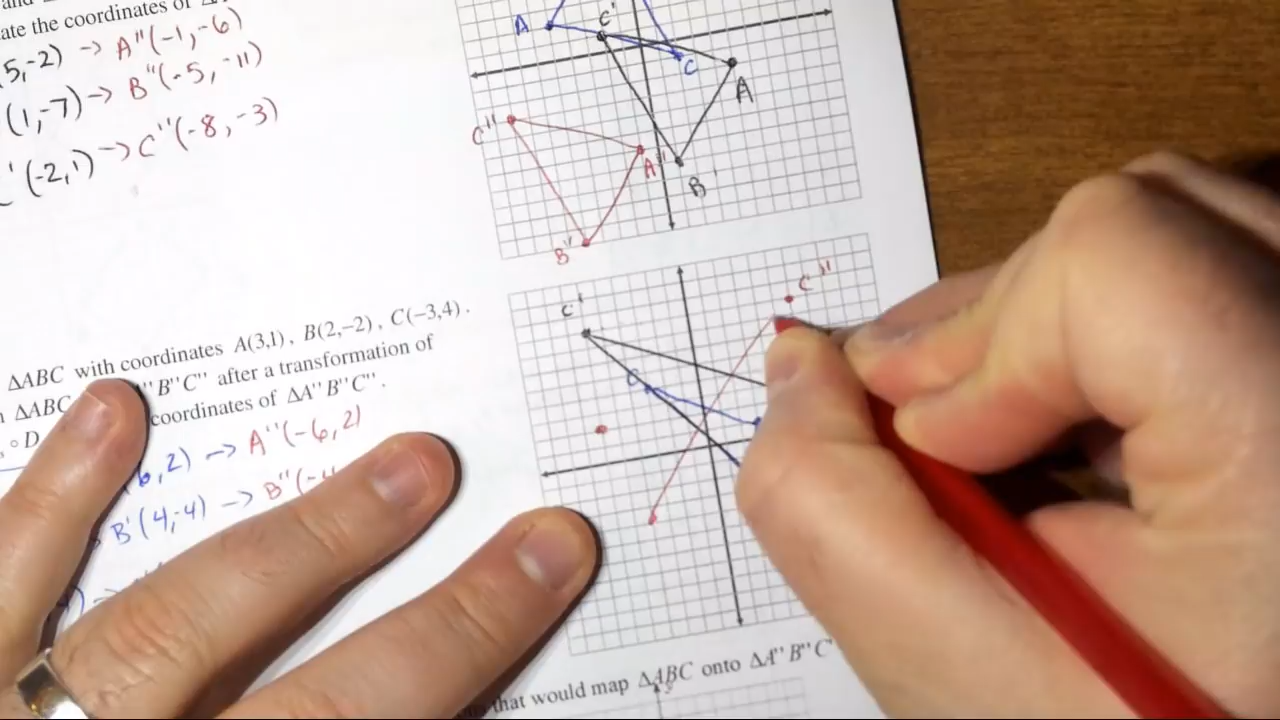 ate the coordinates of
5,-2) -> A"(-1,-6)
(1,-7) -> B"(-5,-11)
'(-2,1) -> C"(-8,-3)
A
C'
C
A
B'
C"
A"
B"
C'
C"
C
ΔABC with coordinates A(3,1), B(2,-2), C(-3,4).
ΔABC "B"C" after a transformation of
∘D coordinates of ΔA"B"C".
6,2) -> A"(-6,2)
B'(4,-4) -> B"(-4
that would map ΔABC onto ΔA"B"C"
y